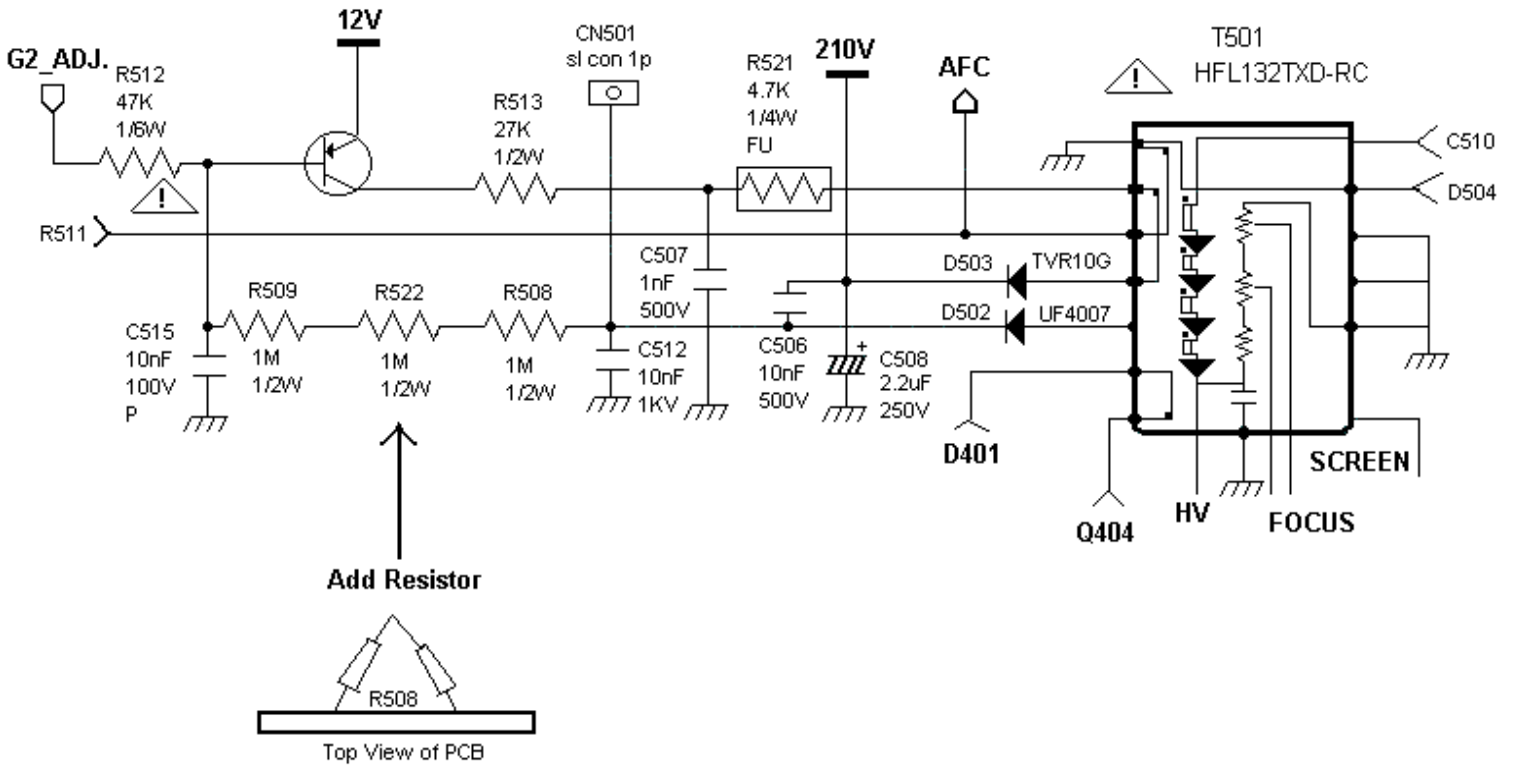 12V
G2_ADJ.
R512
47K
1/6W
!
R513
27K
1/2W
CN501
sl con 1p
R521
4.7K
1/4W
FU
210V
AFC
T501
HFL132TXD-RC
!
C510
D504
R511
C507
1nF
500V
D503
TVR10G
D502
UF4007
R509
1M
1/2W
R522
1M
1/2W
R508
1M
1/2W
C515
10nF
100V
P
C512
10nF
1KV
C506
10nF
500V
+
C508
2.2uF
250V
D401
Q404
HV
FOCUS
SCREEN
Add Resistor
R508
Top View of PCB